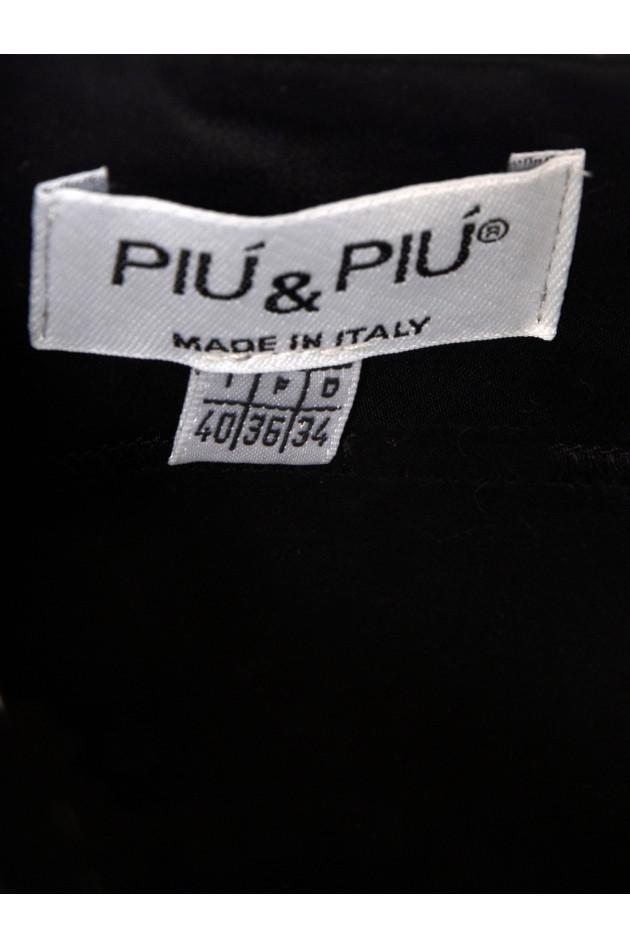 PIÚ & PIÚ®
MADE IN ITALY
I F D
40 36 34